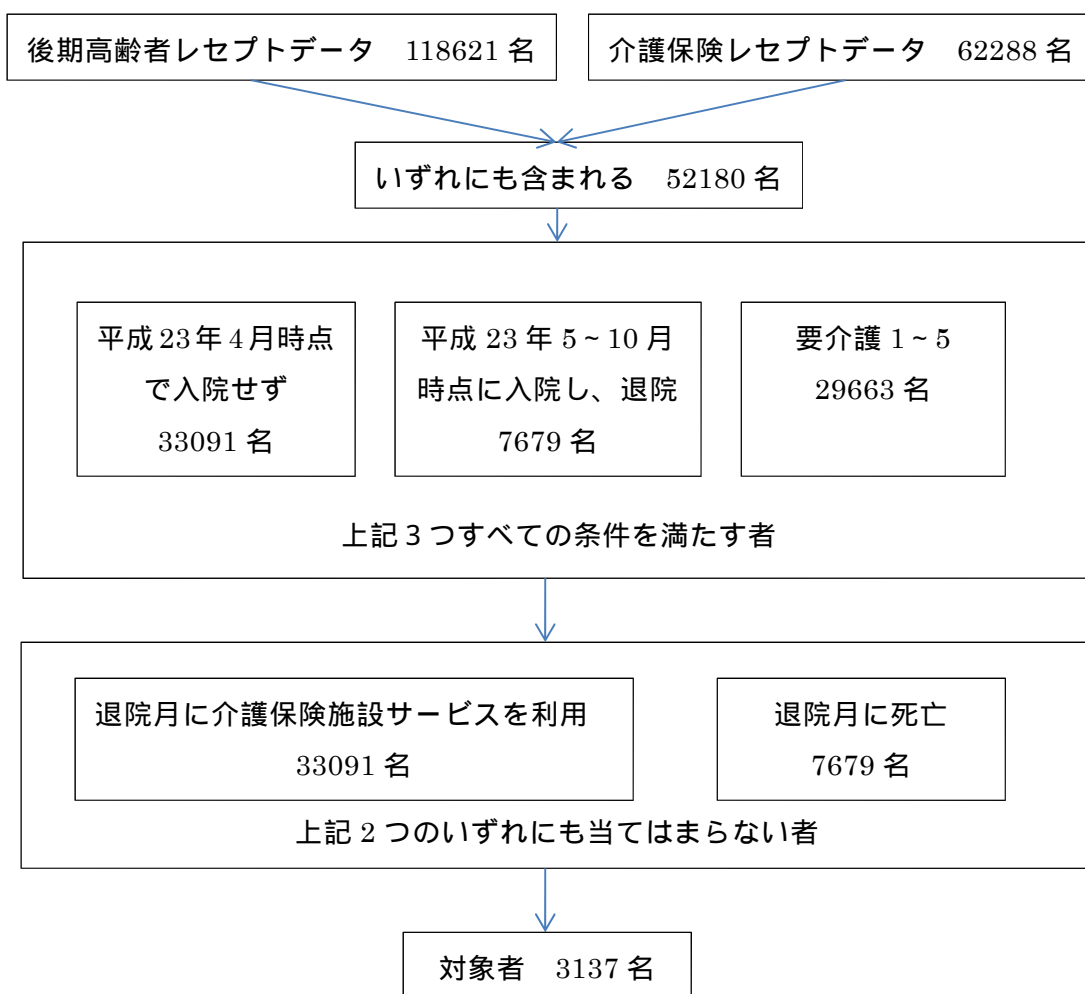 後期高齢者レセプトデータ　118621 名
介護保険レセプトデータ　62288 名
いずれにも含まれる　52180 名
平成 23 年 4 月時点
で入院せず
33091 名
平成 23 年 5 ~ 10 月
時点に入院し、退院
7679 名
要介護 1 ~ 5
29663 名
上記 3 つすべての条件を満たす者
退院月に介護保険施設サービスを利用
33091 名
退院月に死亡
7679 名
上記 2 つのいずれにも当てはまらない者
対象者　3137 名